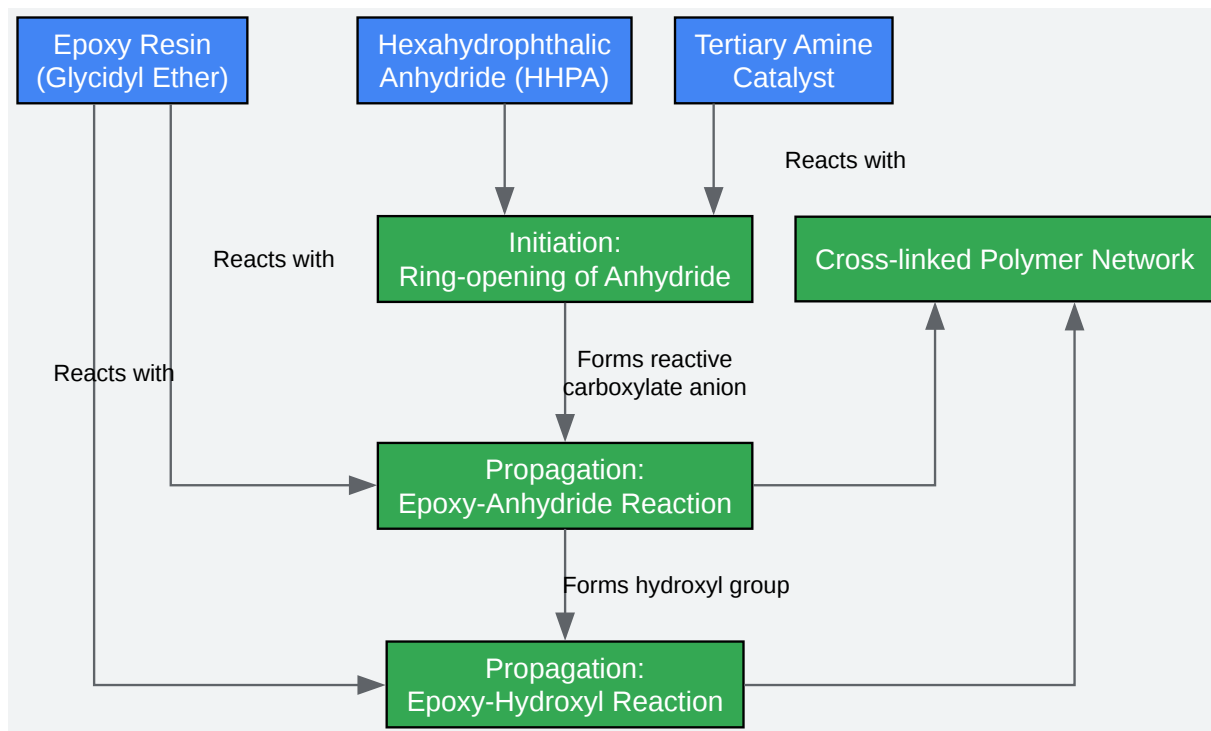 Epoxy Resin
(Glycidyl Ether)
Hexahydrophthalic
Anhydride (HHPA)
Tertiary Amine
Catalyst
Reacts with
Initiation:
Ring-opening of Anhydride
Cross-linked Polymer Network
Reacts with
Forms reactive
carboxylate anion
Reacts with
Propagation:
Epoxy-Anhydride Reaction
Forms hydroxyl group
Propagation:
Epoxy-Hydroxyl Reaction